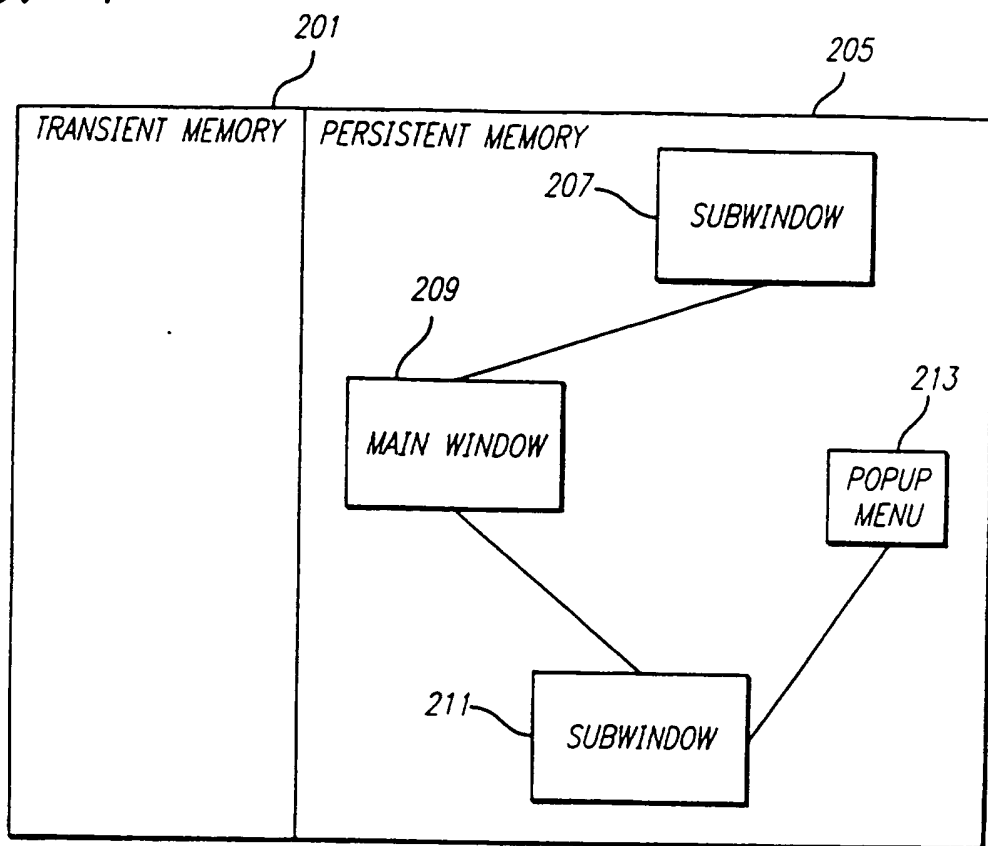 201
205
TRANSIENT MEMORY
PERSISTENT MEMORY
207
SUBWINDOW
209
MAIN WINDOW
213
POPUP
MENU
211
SUBWINDOW